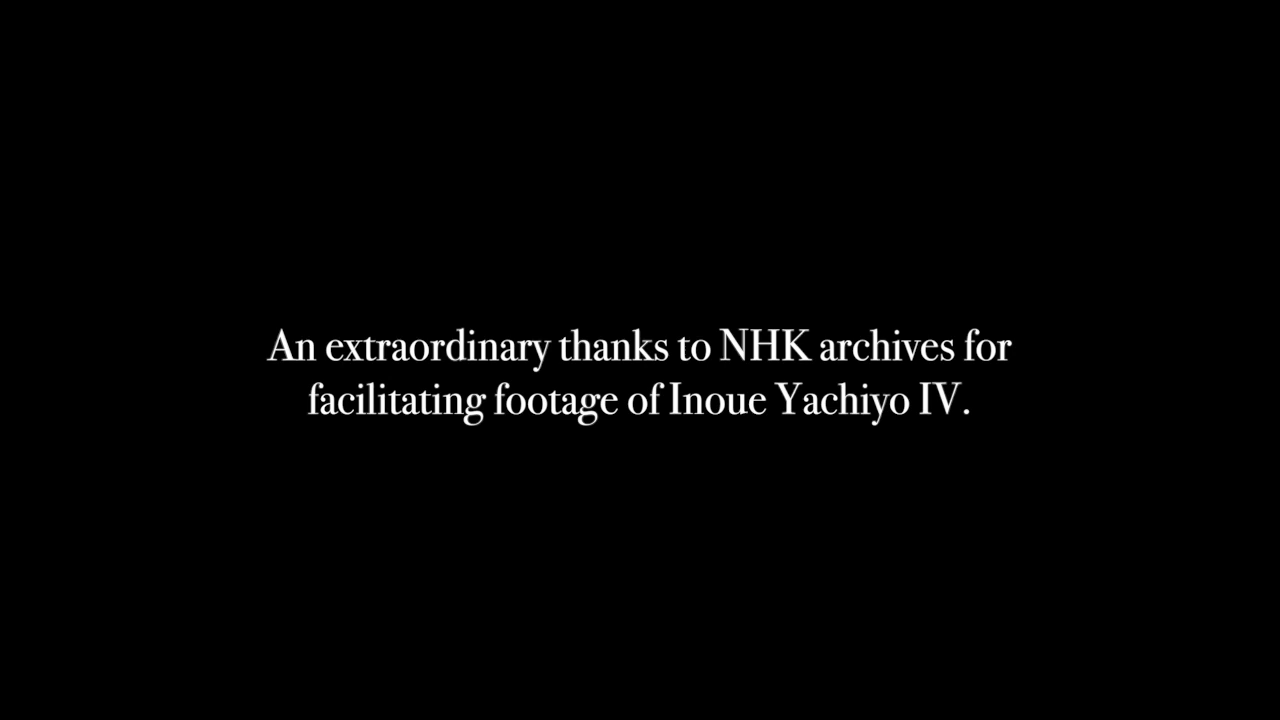 An extraordinary thanks to NHK archives for
facilitating footage of Inoue Yachiyo IV.